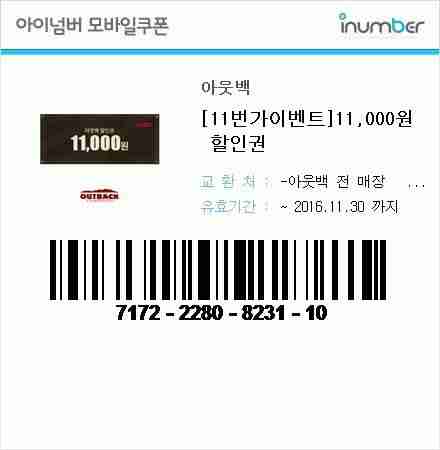 아이넘버 모바일쿠폰
inumber
아웃백
[11번가이벤트]11,000원
할인권
11,000원
OUTBACK
교 환 처 : -아웃백 전 매장 ...
유효기간 : ~ 2016.11.30 까지
7172 - 2280 - 8231 - 10